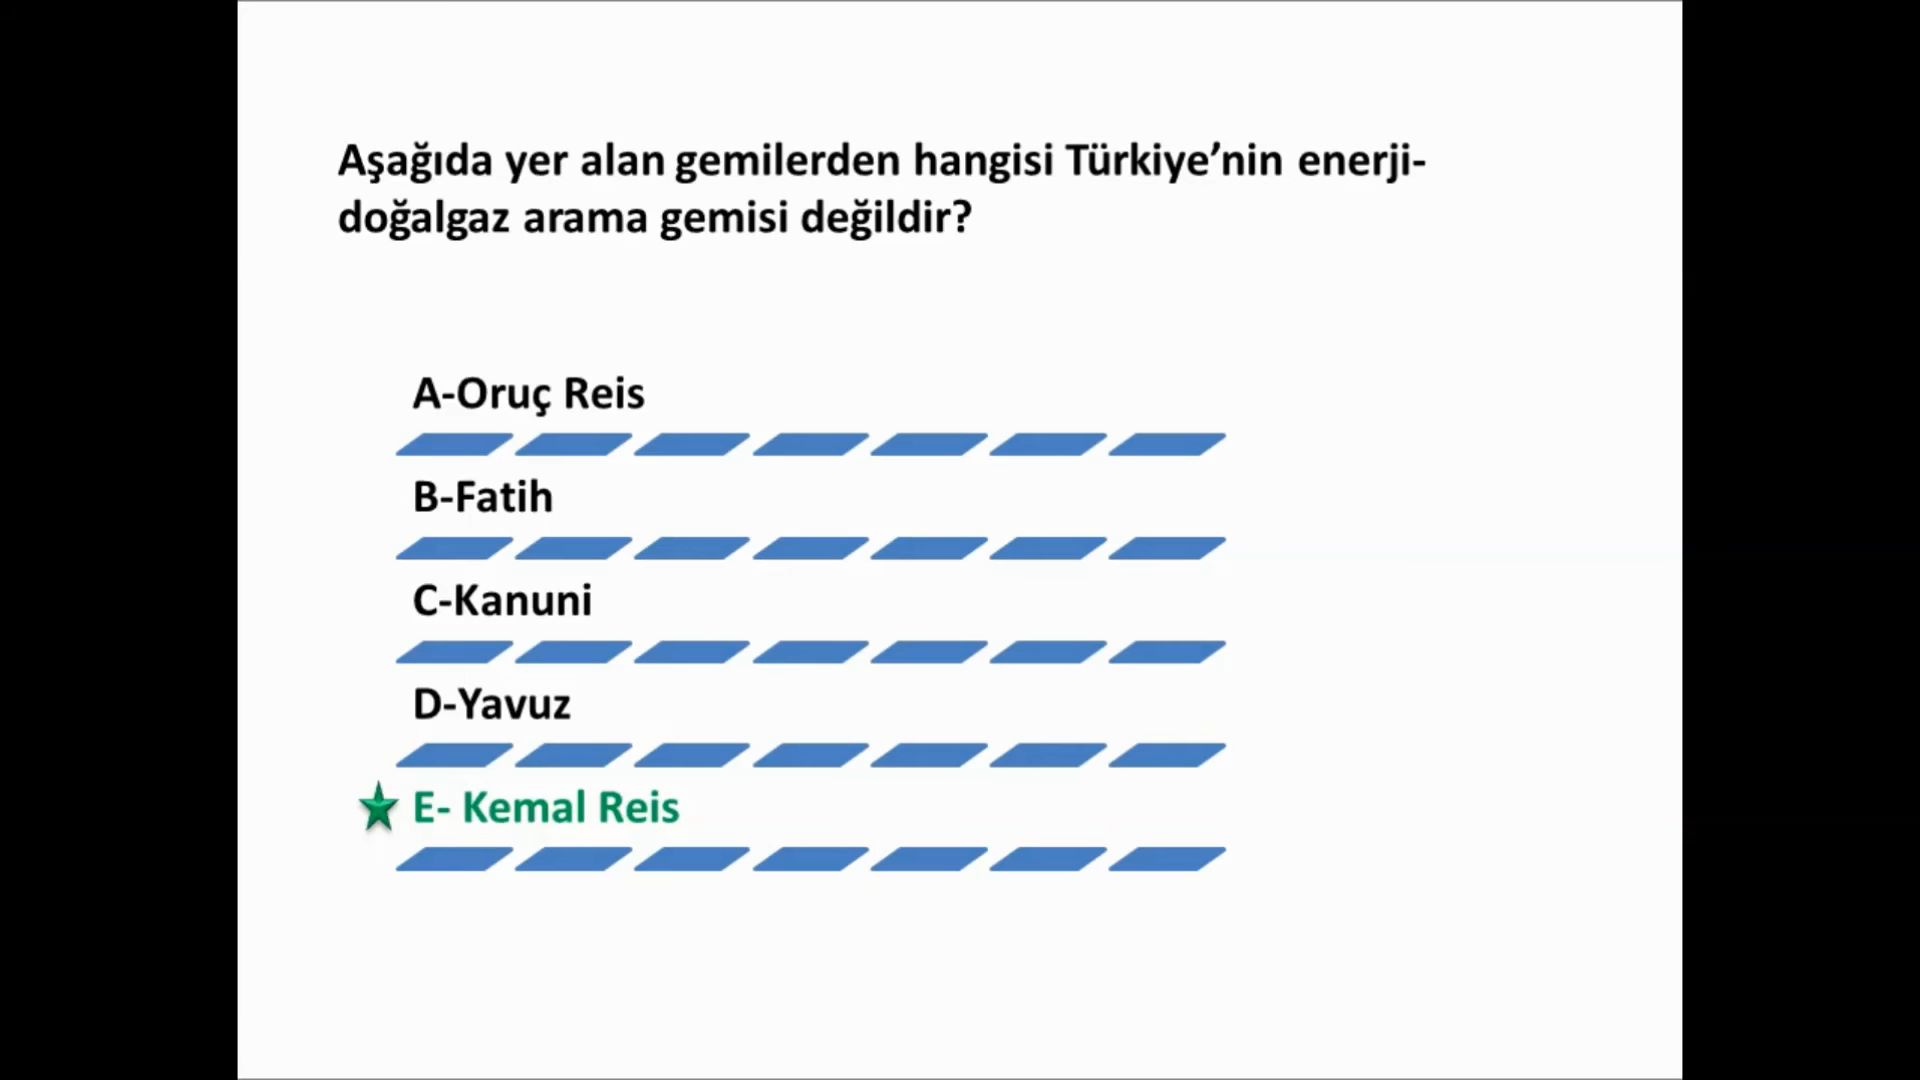 Aşağıda yer alan gemilerden hangisi Türkiye’nin enerji-
doğalgaz arama gemisi değildir?
A-Oruç Reis
B-Fatih
C-Kanuni
D-Yavuz
E- Kemal Reis